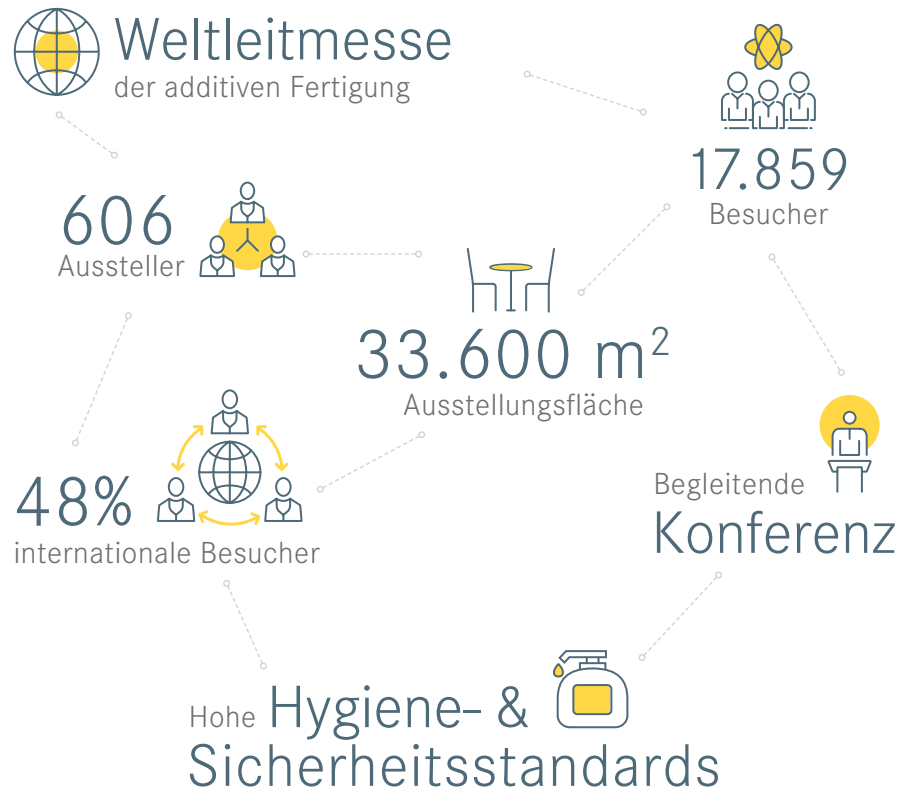 Weltleitmesse
der additiven Fertigung
17.859
Besucher
606
Aussteller
33.600 m²
Ausstellungsfläche
48%
internationale Besucher
Begleitende
Konferenz
Hohe Hygiene- &
Sicherheitsstandards